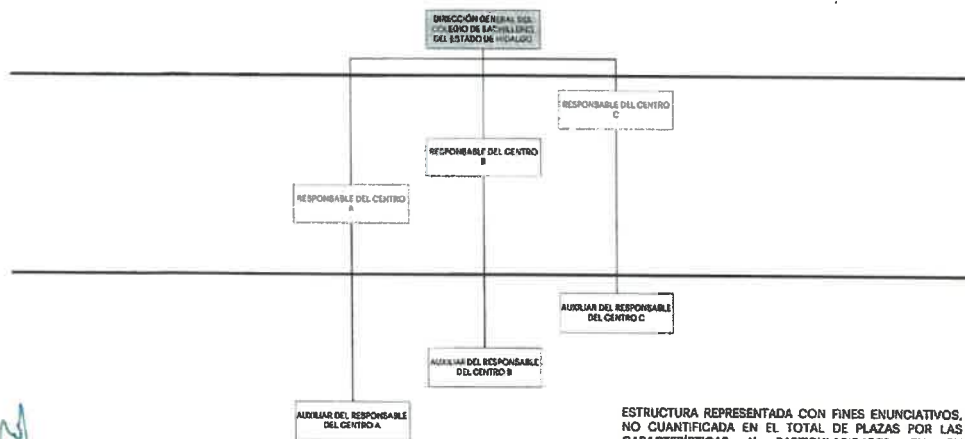 DIRECCIÓN GENERAL DEL
COLEGIO DE BACHILLERES
DEL ESTADO DE HIDALGO
RESPONSABLE DEL CENTRO
C
RESPONSABLE DEL CENTRO
B
RESPONSABLE DEL CENTRO
A
AUXILIAR DEL RESPONSABLE
DEL CENTRO C
AUXILIAR DEL RESPONSABLE
DEL CENTRO B
AUXILIAR DEL RESPONSABLE
DEL CENTRO A
ESTRUCTURA REPRESENTADA CON FINES ENUNCIATIVOS,
NO CUANTIFICADA EN EL TOTAL DE PLAZAS POR LAS